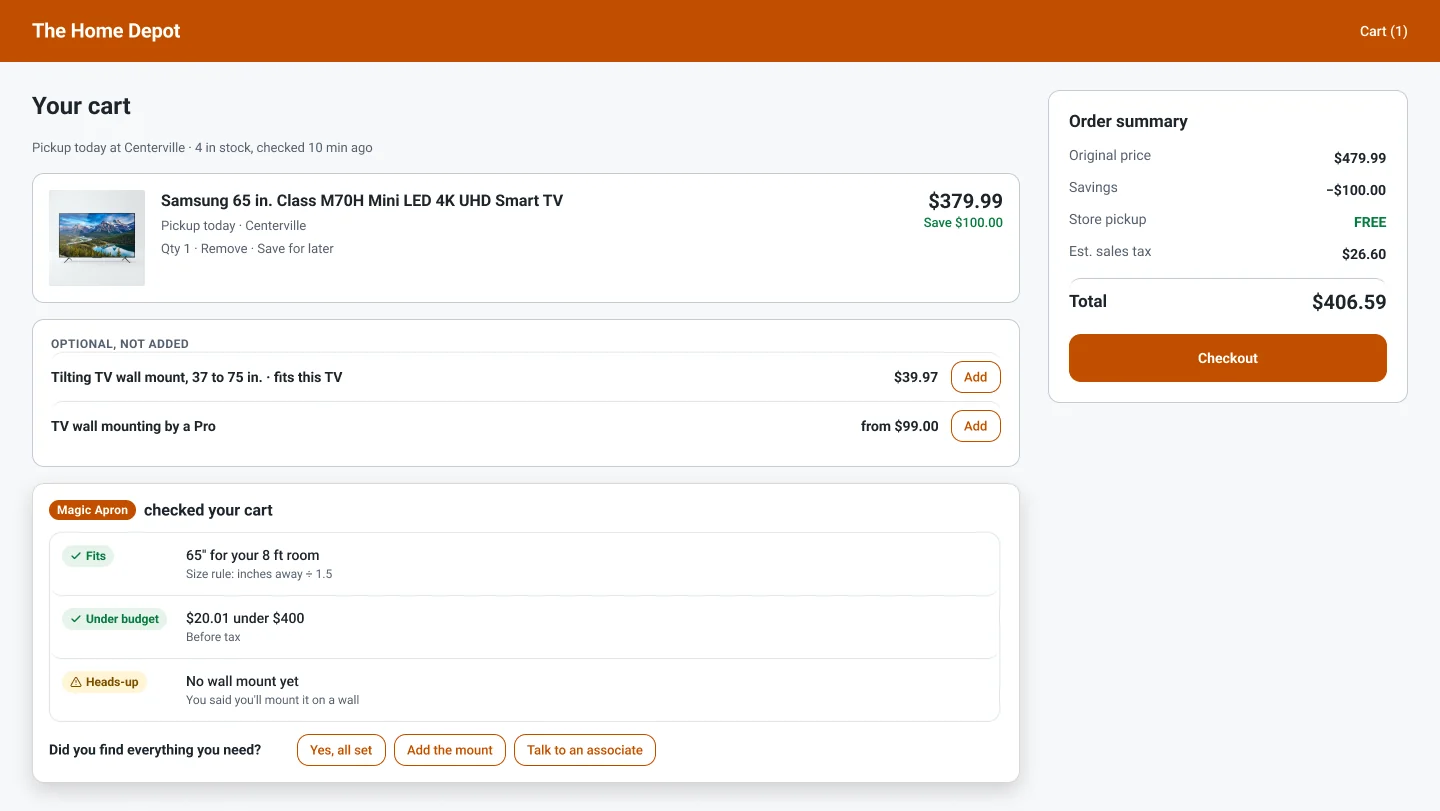 The Home Depot
Cart (1)
Your cart
Pickup today at Centerville · 4 in stock, checked 10 min ago
Samsung 65 in. Class M70H Mini LED 4K UHD Smart TV
Pickup today · Centerville
Qty 1 · Remove · Save for later
$379.99
Save $100.00
OPTIONAL, NOT ADDED
Tilting TV wall mount, 37 to 75 in. · fits this TV
$39.97
Add
TV wall mounting by a Pro
from $99.00
Add
Magic Apron checked your cart
Fits
65" for your 8 ft room
Size rule: inches away ÷ 1.5
Under budget
$20.01 under $400
Before tax
Heads-up
No wall mount yet
You said you'll mount it on a wall
Did you find everything you need?
Yes, all set
Add the mount
Talk to an associate
Order summary
Original price
$479.99
Savings
−$100.00
Store pickup
FREE
Est. sales tax
$26.60
Total
$406.59
Checkout